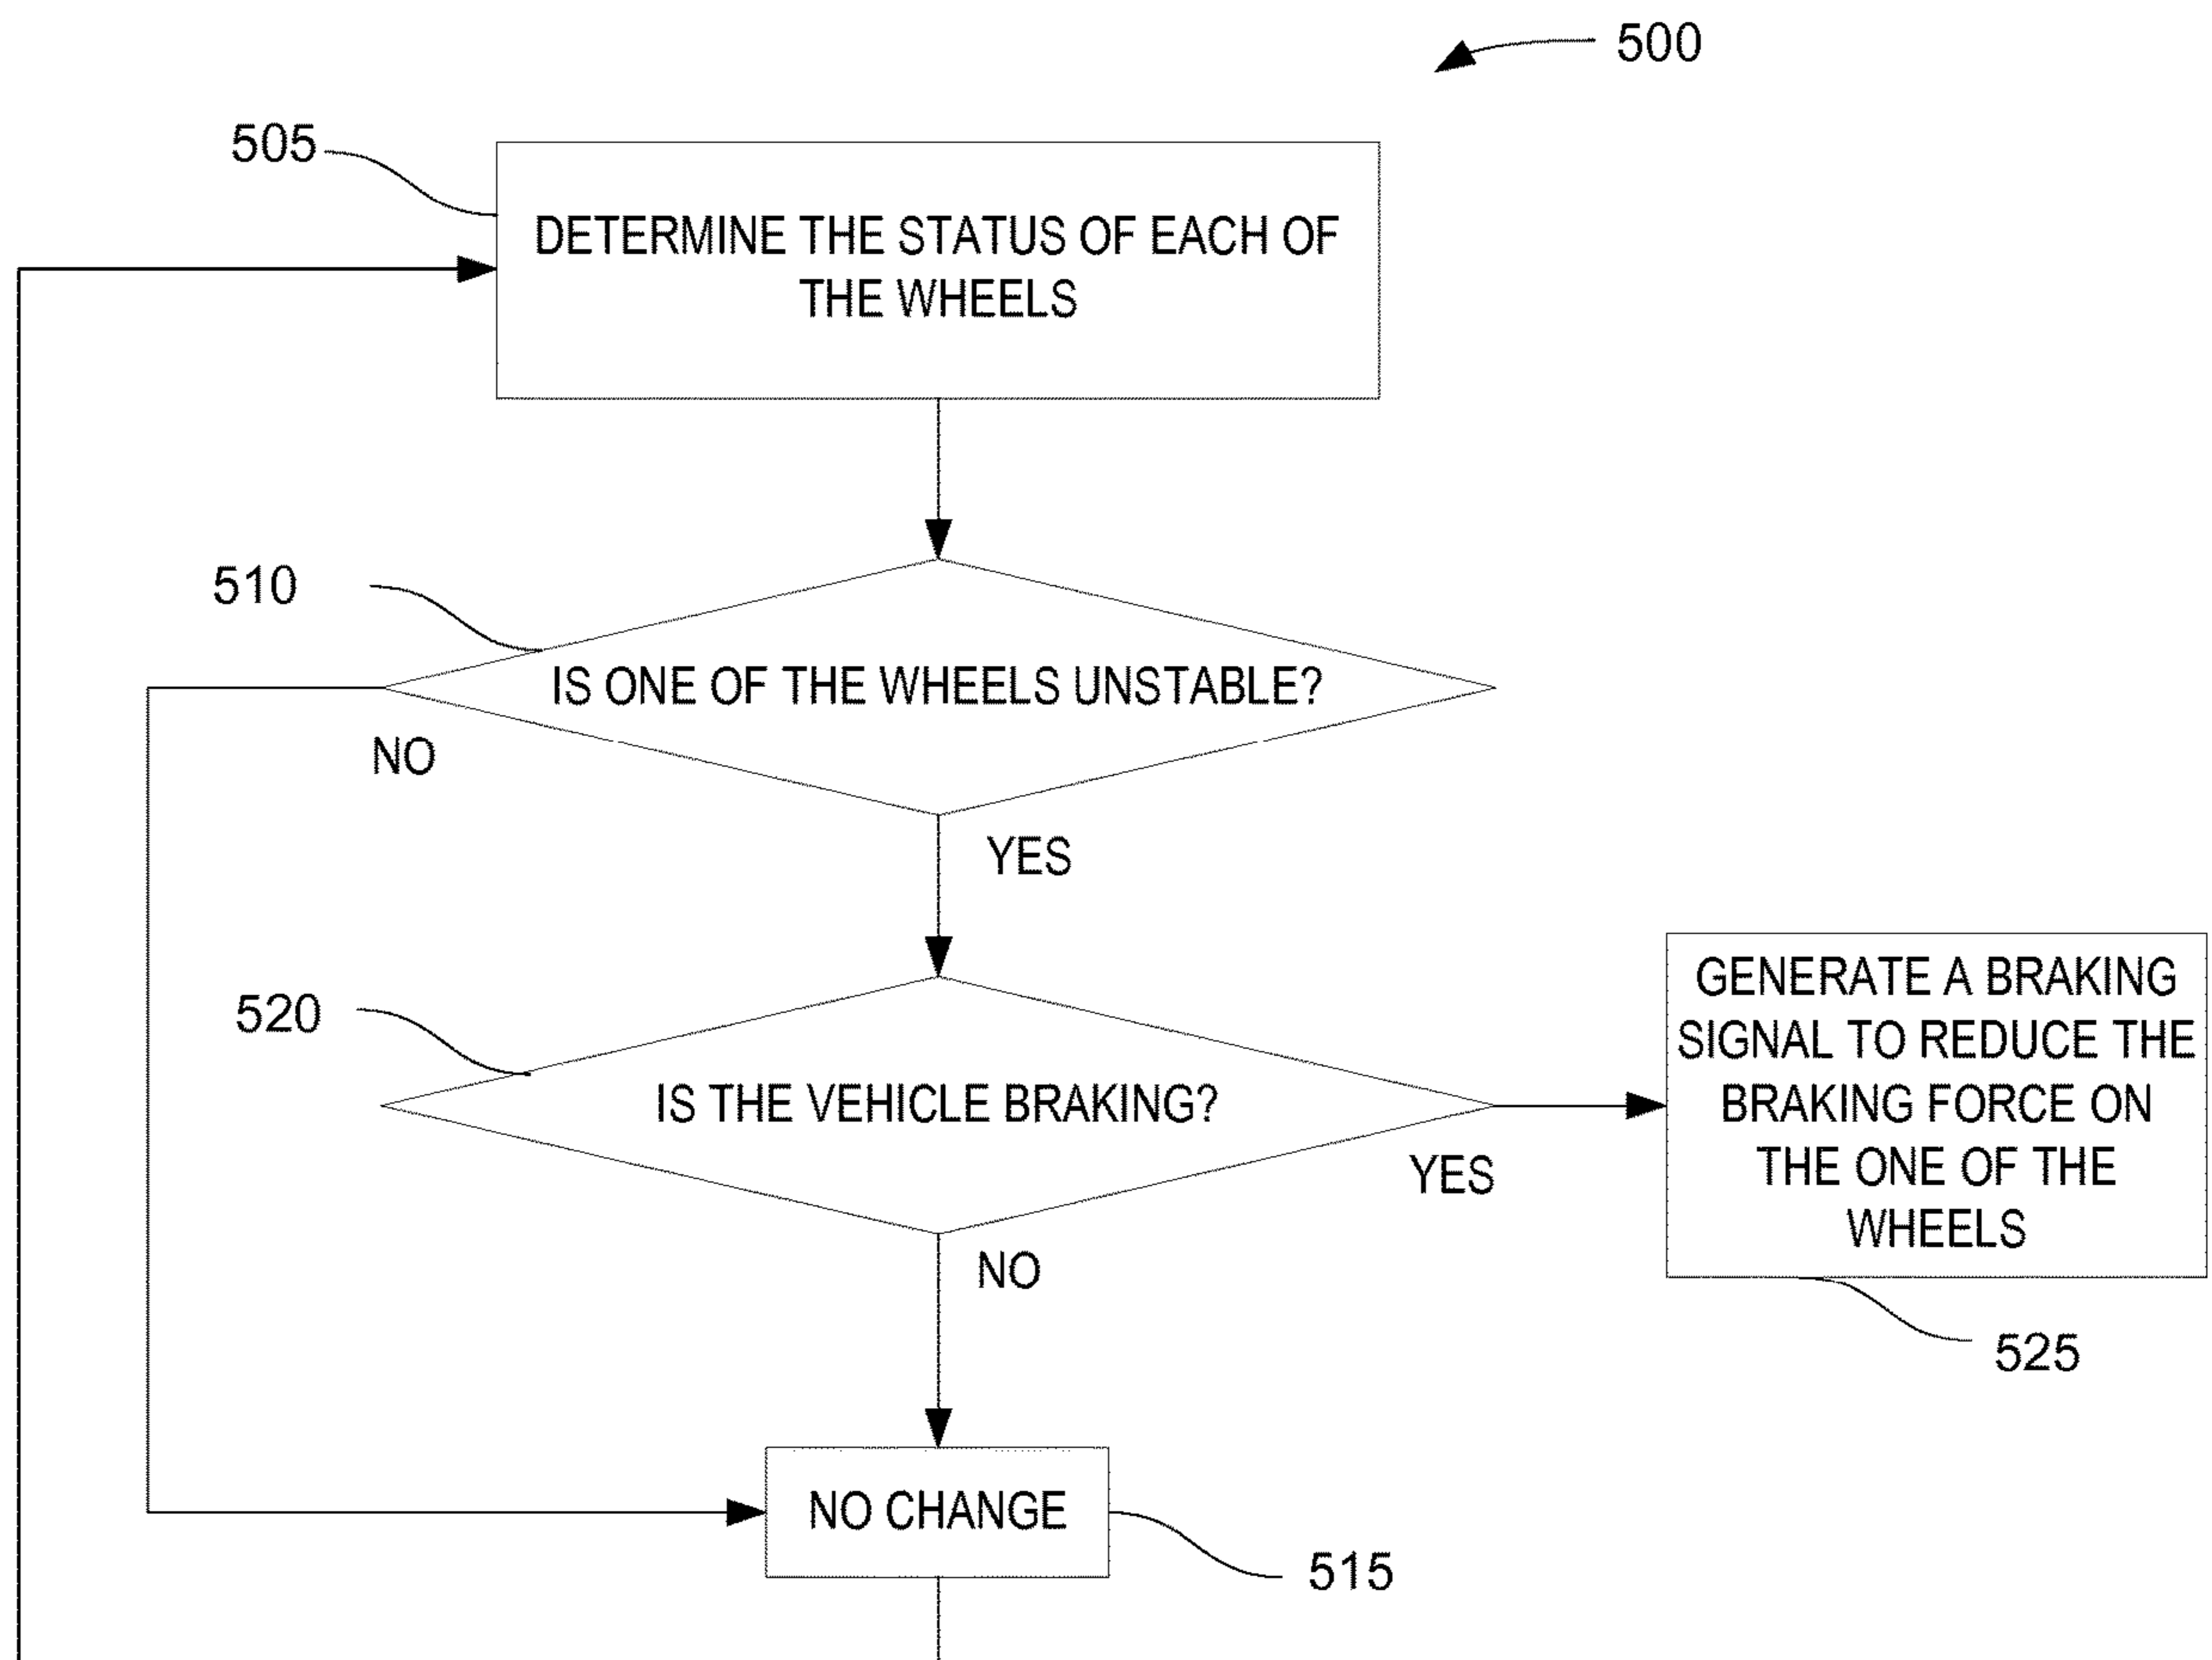 500
505
DETERMINE THE STATUS OF EACH OF
THE WHEELS
510
IS ONE OF THE WHEELS UNSTABLE?
NO
YES
520
IS THE VEHICLE BRAKING?
YES
NO
GENERATE A BRAKING
SIGNAL TO REDUCE THE
BRAKING FORCE ON
THE ONE OF THE
WHEELS
525
NO CHANGE
515